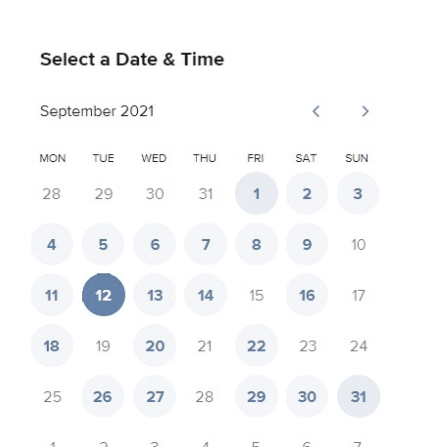 Select a Date & Time
September 2021
MON TUE WED THU FRI SAT SUN
28 29 30 31 1 2 3
4 5 6 7 8 9 10
11 12 13 14 15 16 17
18 19 20 21 22 23 24
25 26 27 28 29 30 31